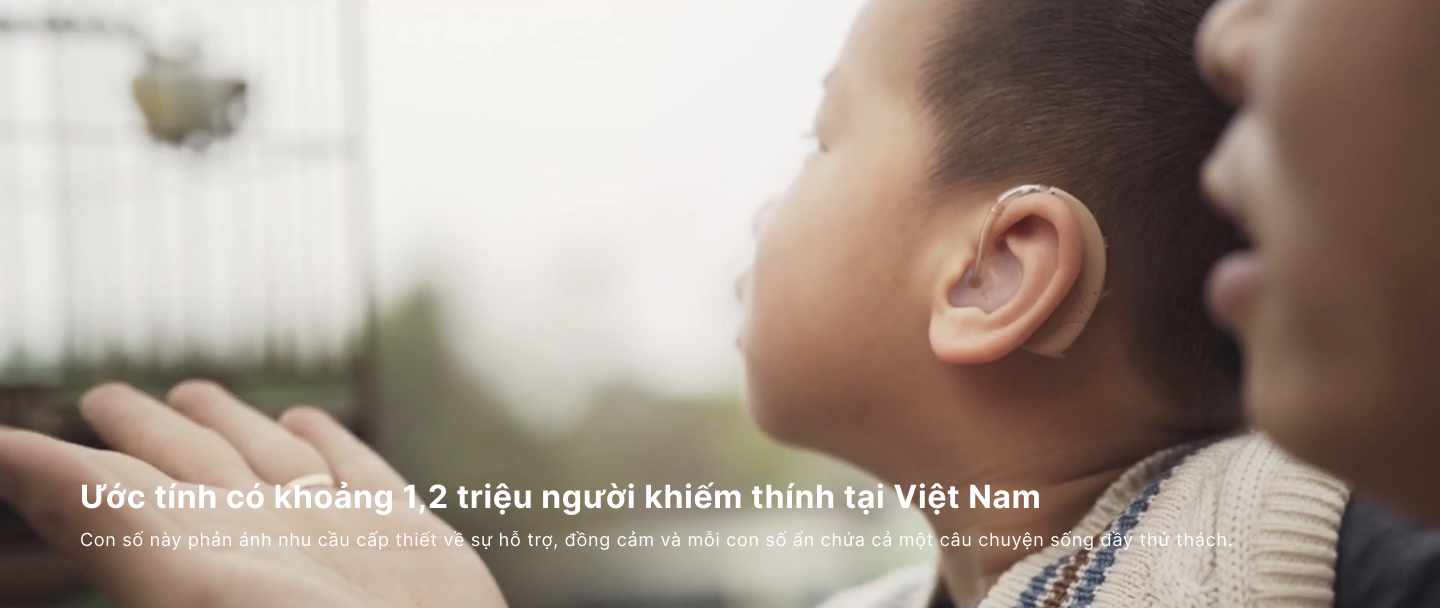 Ước tính có khoảng 1,2 triệu người khiếm thính tại Việt Nam
Con số này phản ánh nhu cầu cấp thiết về sự hỗ trợ, đồng cảm và mỗi con số ẩn chứa cả một câu chuyện sống đầy thử thách.